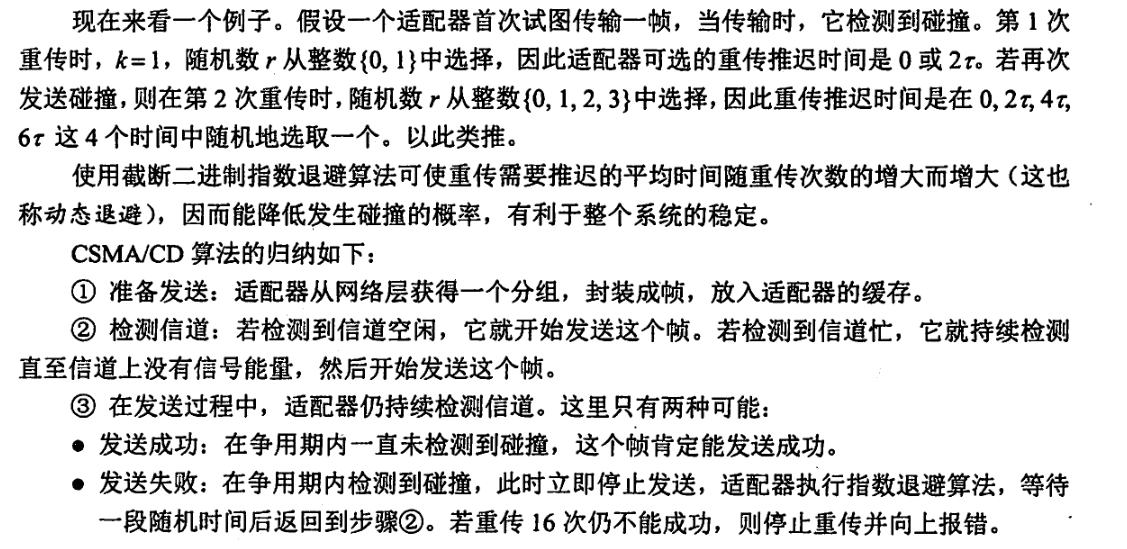 现在来看一个例子。假设一个适配器首次试图传输一帧，当传输时，它检测到碰撞。第 1 次
重传时，k=1，随机数 r 从整数{0, 1}中选择，因此适配器可选的重传推迟时间是 0 或 2τ。若再次
发送碰撞，则在第 2 次重传时，随机数 r 从整数{0, 1, 2, 3}中选择，因此重传推迟时间是在 0, 2τ, 4τ,
6τ 这 4 个时间中随机地选取一个。以此类推。
使用截断二进制指数退避算法可使重传需要推迟的平均时间随重传次数的增大而增大（这也
称动态退避），因而能降低发生碰撞的概率，有利于整个系统的稳定。
CSMA/CD 算法的归纳如下：
① 准备发送：适配器从网络层获得一个分组，封装成帧，放入适配器的缓存。
② 检测信道：若检测到信道空闲，它就开始发送这个帧。若检测到信道忙，它就持续检测
直至信道上没有信号能量，然后开始发送这个帧。
③ 在发送过程中，适配器仍持续检测信道。这里只有两种可能：
● 发送成功：在争用期内一直未检测到碰撞，这个帧肯定能发送成功。
● 发送失败：在争用期内检测到碰撞，此时立即停止发送，适配器执行指数退避算法，等待
一段随机时间后返回到步骤②。若重传 16 次仍不能成功，则停止重传并向上报错。